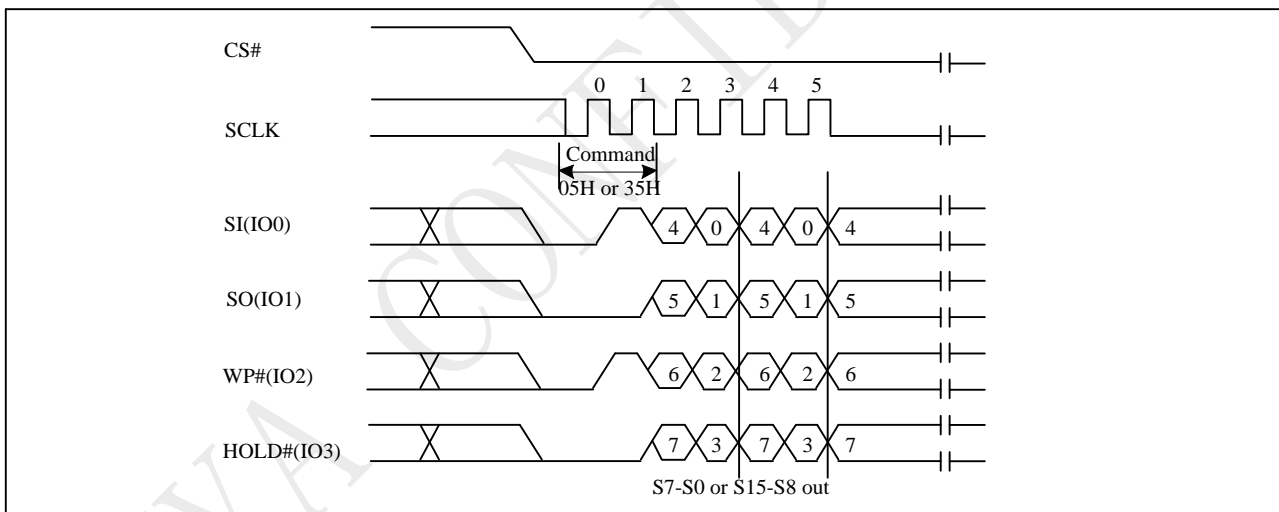 CS#
0 1 2 3 4 5
SCLK
Command
05H or 35H
SI(IO0) 4 0 4 0 4
SO(IO1) 5 1 5 1 5
WP#(IO2) 6 2 6 2 6
HOLD#(IO3) 7 3 7 3 7
S7-S0 or S15-S8 out